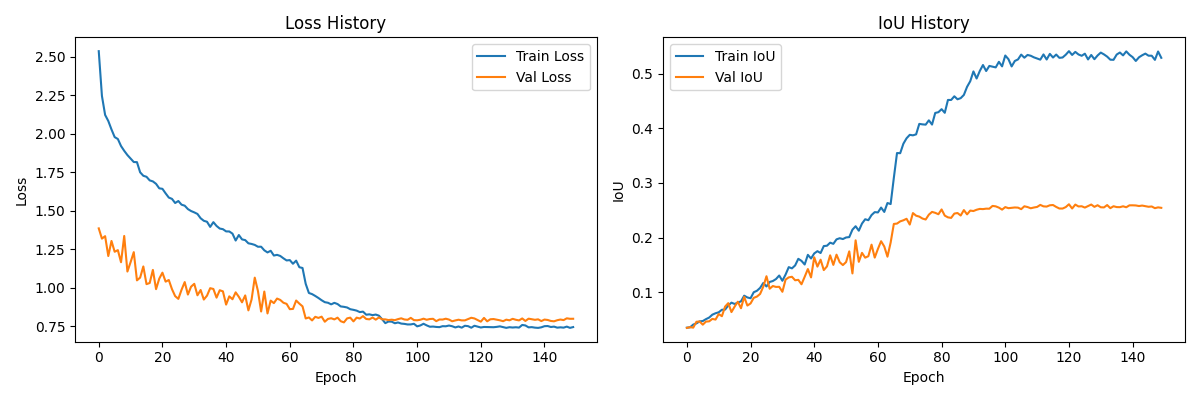 Loss History
2.50
2.25
2.00
1.75
1.50
1.25
1.00
0.75
Loss
Train Loss
Val Loss
0 20 40 60 80 100 120 140
Epoch
IoU History
0.5
0.4
0.3
0.2
0.1
IoU
Train IoU
Val IoU
0 20 40 60 80 100 120 140
Epoch